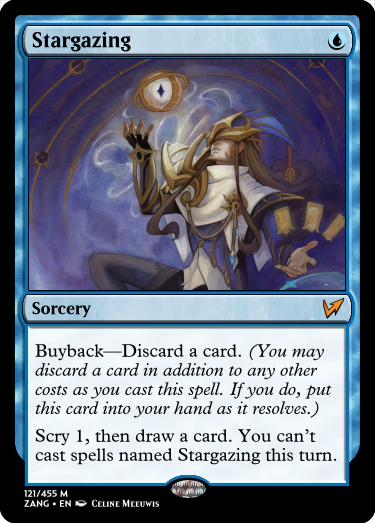 Stargazing
Sorcery
Buyback—Discard a card. (You may
discard a card in addition to any other
costs as you cast this spell. If you do, put
this card into your hand as it resolves.)
Scry 1, then draw a card. You can't
cast spells named Stargazing this turn.
121/455 M
ZANG • EN Celine Meeuwis